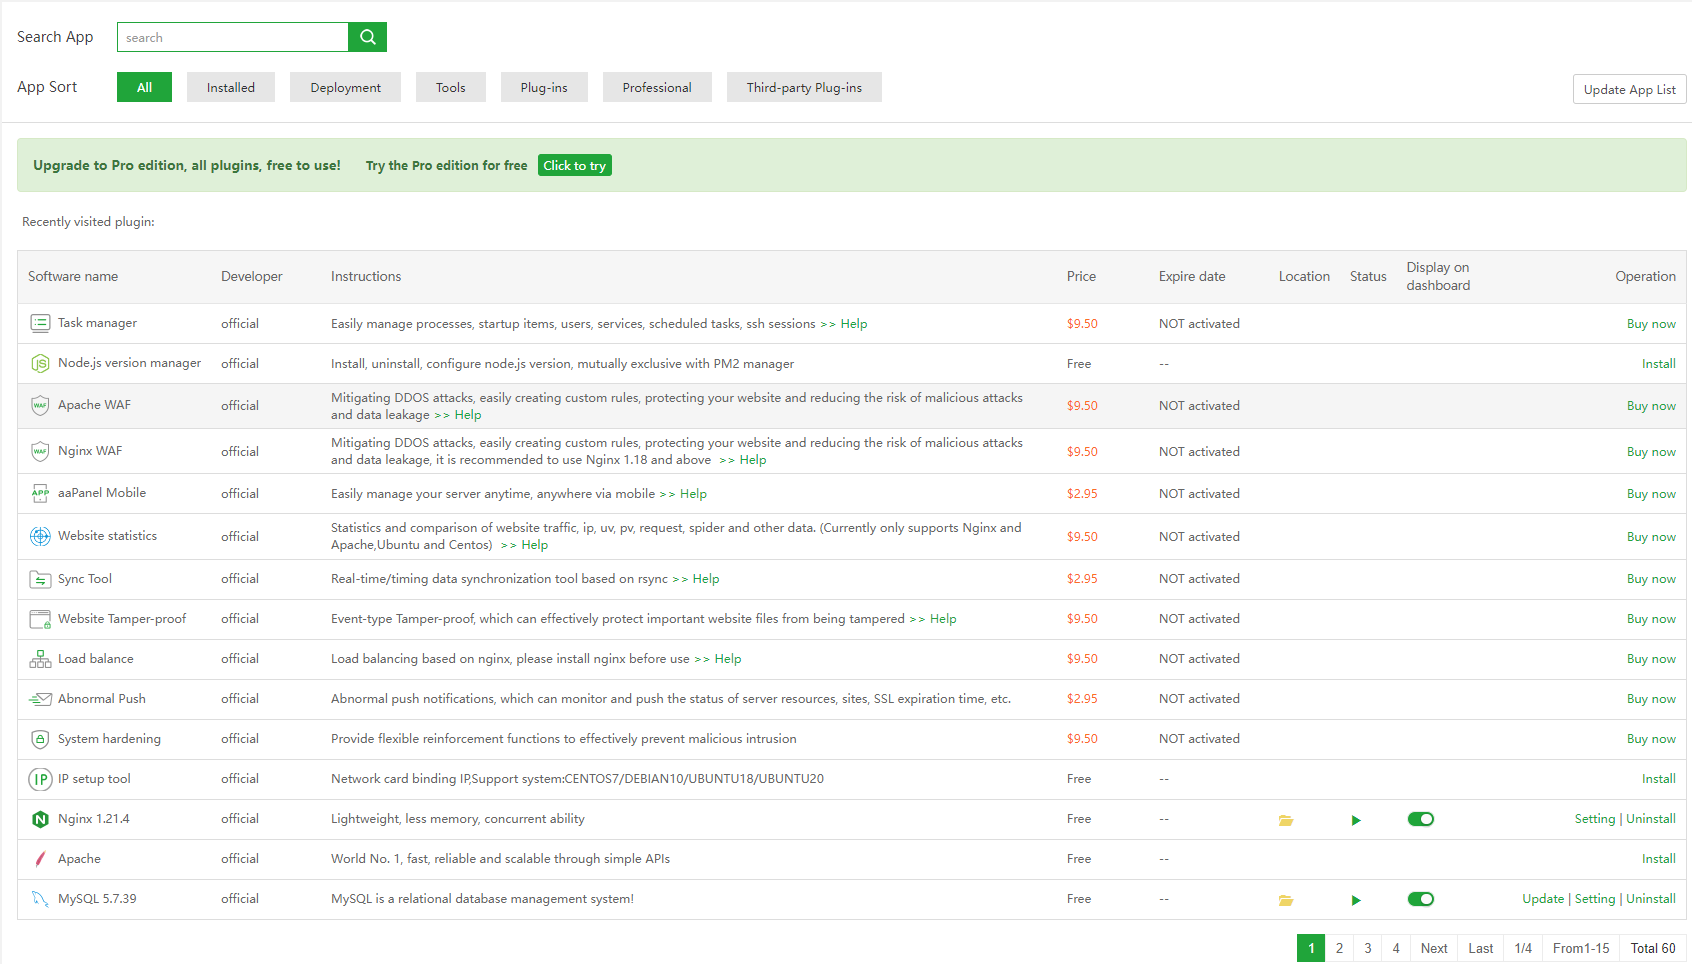 Search App
search
App Sort
All
Installed
Deployment
Tools
Plug-ins
Professional
Third-party Plug-ins
Update App List
Upgrade to Pro edition, all plugins, free to use! Try the Pro edition for free Click to try
Recently visited plugin:
Software name Developer Instructions Price Expire date Location Status Display on dashboard Operation
Task manager official Easily manage processes, startup items, users, services, scheduled tasks, ssh sessions >> Help $9.50 NOT activated Buy now
JS Node.js version manager official Install, uninstall, configure node.js version, mutually exclusive with PM2 manager Free -- Install
WAF Apache WAF official Mitigating DDOS attacks, easily creating custom rules, protecting your website and reducing the risk of malicious attacks
and data leakage >> Help $9.50 NOT activated Buy now
WAF Nginx WAF official Mitigating DDOS attacks, easily creating custom rules, protecting your website and reducing the risk of malicious attacks
and data leakage, it is recommended to use Nginx 1.18 and above >> Help $9.50 NOT activated Buy now
APP aaPanel Mobile official Easily manage your server anytime, anywhere via mobile >> Help $2.95 NOT activated Buy now
Website statistics official Statistics and comparison of website traffic, ip, uv, pv, request, spider and other data. (Currently only supports Nginx and
Apache,Ubuntu and Centos) >> Help $9.50 NOT activated Buy now
Sync Tool official Real-time/timing data synchronization tool based on rsync >> Help $2.95 NOT activated Buy now
Website Tamper-proof official Event-type Tamper-proof, which can effectively protect important website files from being tampered >> Help $9.50 NOT activated Buy now
Load balance official Load balancing based on nginx, please install nginx before use >> Help $9.50 NOT activated Buy now
Abnormal Push official Abnormal push notifications, which can monitor and push the status of server resources, sites, SSL expiration time, etc. $2.95 NOT activated Buy now
System hardening official Provide flexible reinforcement functions to effectively prevent malicious intrusion $9.50 NOT activated Buy now
IP IP setup tool official Network card binding IP,Support system:CENTOS7/DEBIAN10/UBUNTU18/UBUNTU20 Free -- Install
N Nginx 1.21.4 official Lightweight, less memory, concurrent ability Free -- Setting | Uninstall
Apache official World No. 1, fast, reliable and scalable through simple APIs Free -- Install
MySQL 5.7.39 official MySQL is a relational database management system! Free -- Update | Setting | Uninstall
1 2 3 4 Next Last 1/4 From1-15 Total 60